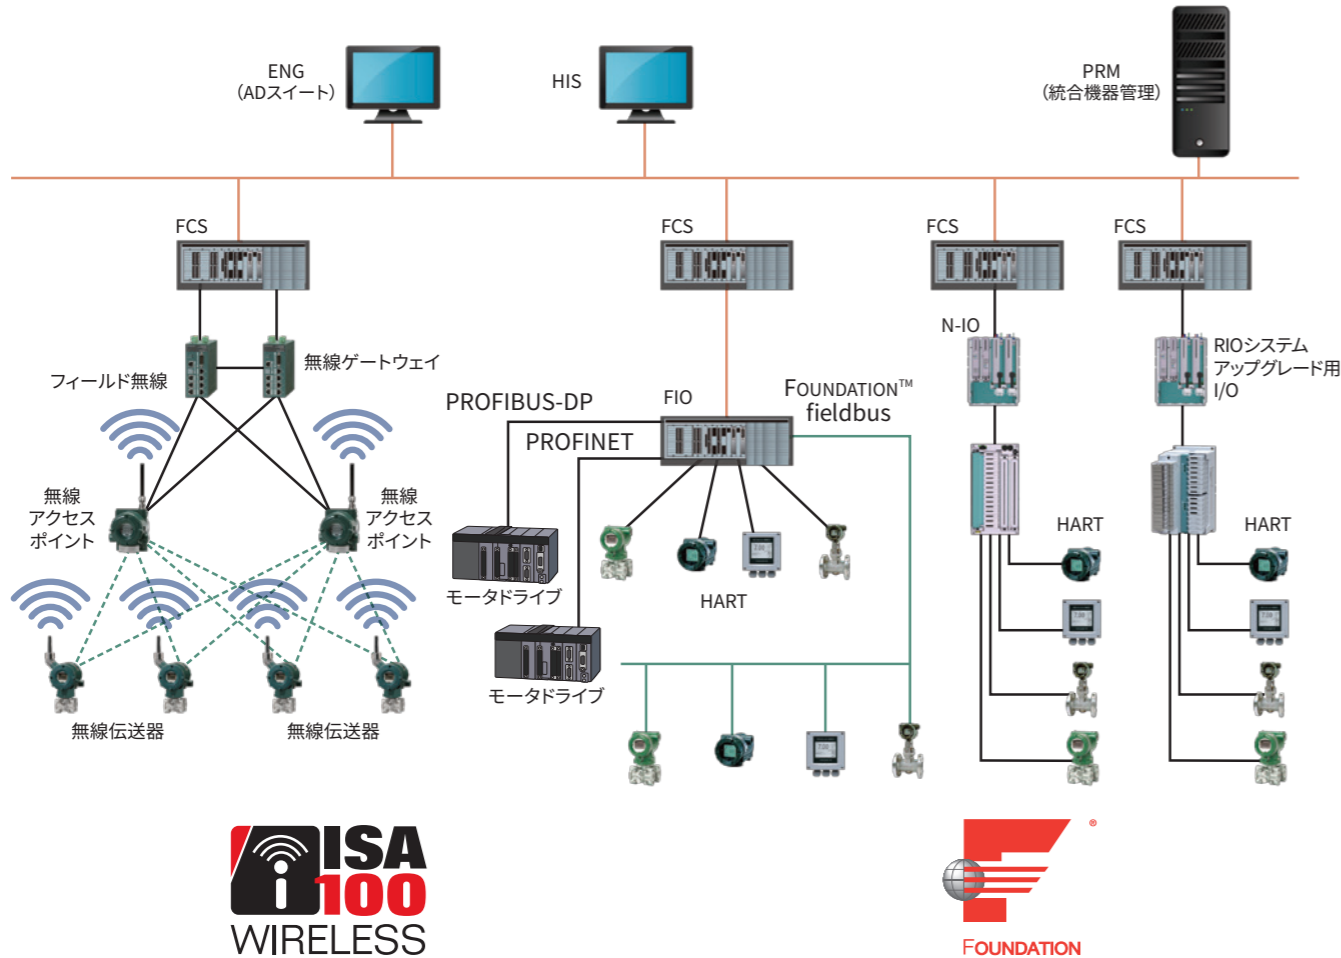 ENG
（ADスイート）
HIS
PRM
（統合機器管理）
FCS
FCS
FCS
FCS
フィールド無線
無線ゲートウェイ
無線
アクセス
ポイント
無線
アクセス
ポイント
無線伝送器
無線伝送器
PROFIBUS-DP
PROFINET
FIO
FOUNDATION™
fieldbus
モータドライブ
モータドライブ
HART
N-IO
HART
RIOシステム
アップグレード用
I/O
HART
ISA
100
WIRELESS
®
FOUNDATION